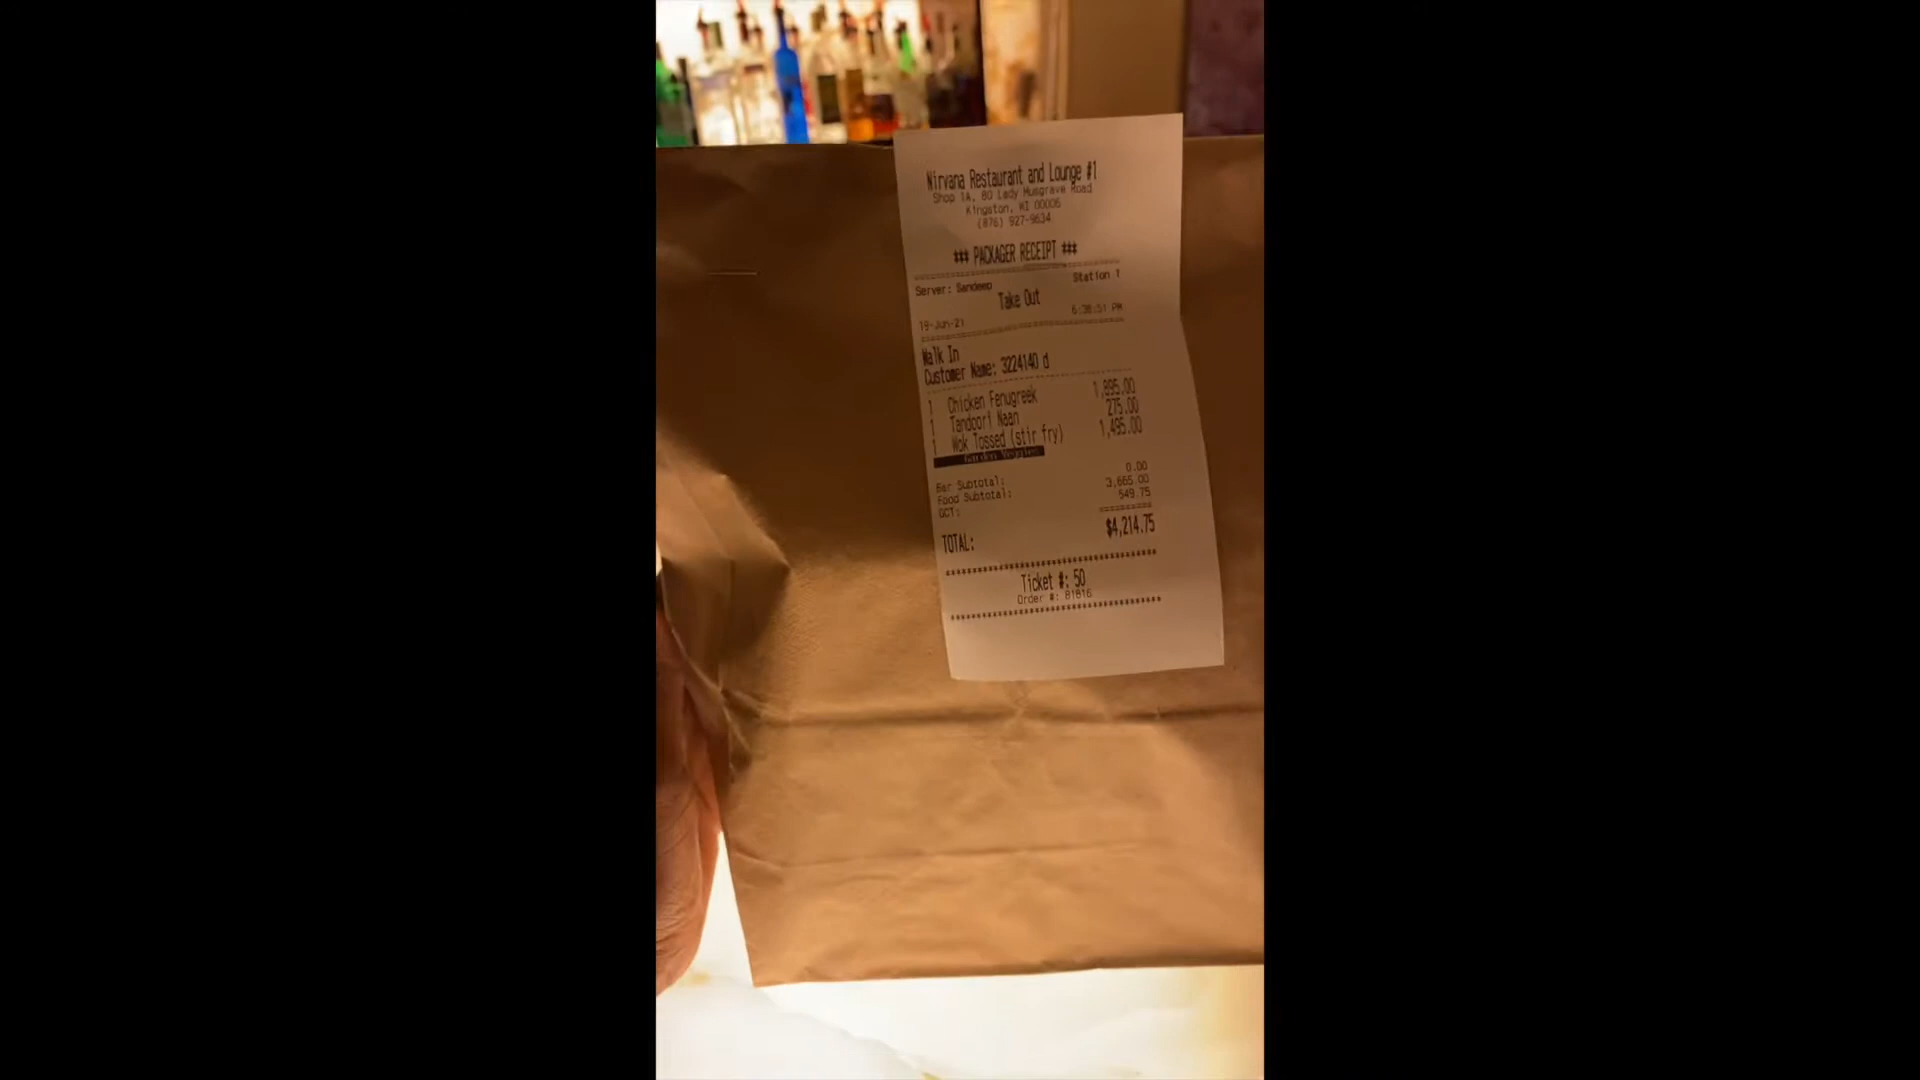 Nirvana Restaurant and Lounge #1
Shop 1A, 80 Lady Musgrave Road
Kingston, WI 00006
(876) 927-9634
### PACKAGER RECEIPT ###
Server: Sandeep Station 1
Take Out
19-Jun-21 6:38:51 PM
Walk In
Customer Name: 3224140 d
1 Chicken Fenugreek 1,895.00
1 Tandoori Naan 275.00
1 Wok Tossed (stir fry) 1,495.00
Bar Subtotal: 0.00
Food Subtotal: 3,665.00
GCT: 549.75
TOTAL: $4,214.75
Ticket #: 50
Order #: 81816